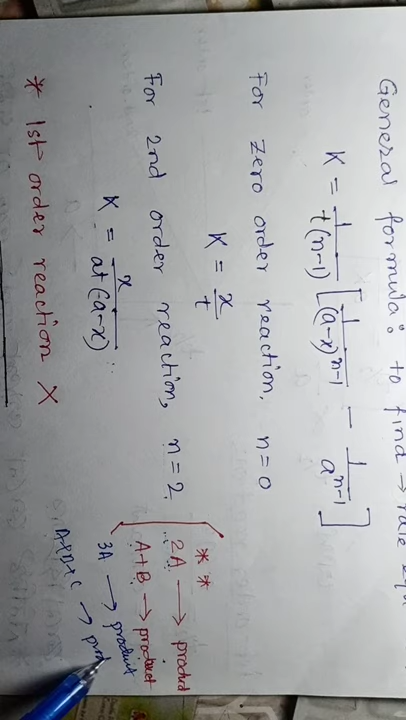 General formula: to find → rate
K = 1/t(n-1) [ 1/(a-x)^n-1 - 1/a^n-1 ]
For zero order reaction, n=0
K = x/t
For 2nd order reaction, n=2
K = x/at(a-x)
* 1st order reaction X
* *
2A → product
A+B → product
3A → product
A+B+C →